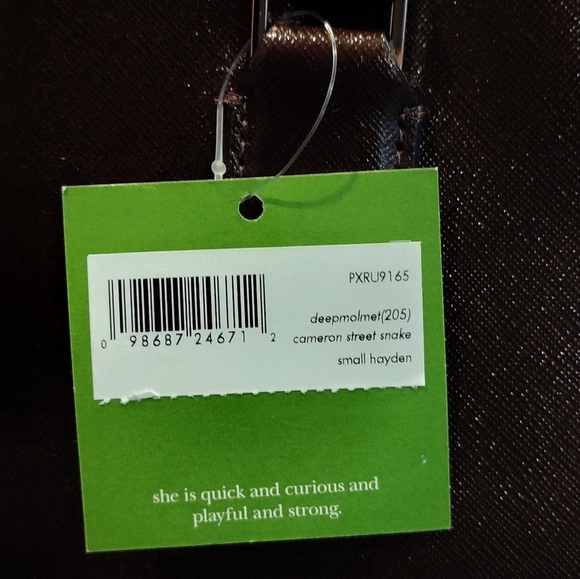 PXRU9165
deepmolmet(205)
0 98687 24671 2
cameron street snake
small hayden
she is quick and curious and
playful and strong.